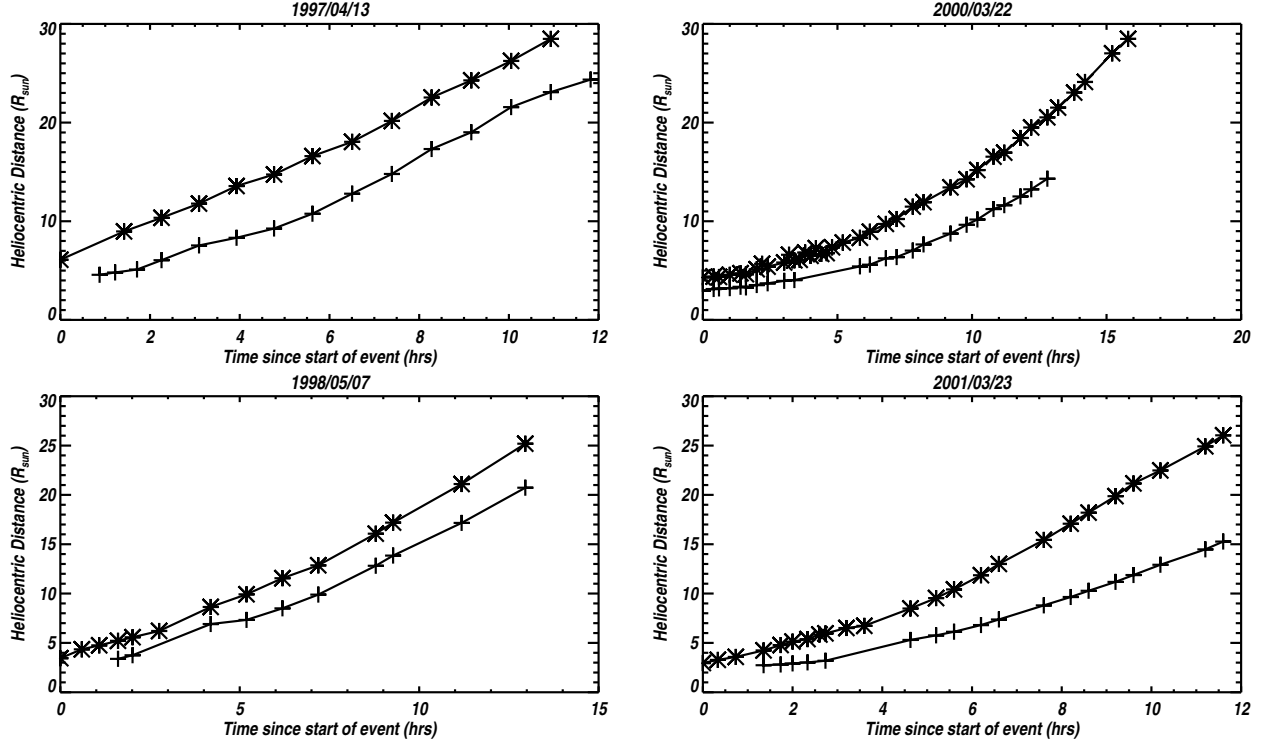 1997/04/13
30
20
10
0
Heliocentric Distance (Rsun)
0 2 4 6 8 10 12
Time since start of event (hrs)
2000/03/22
30
20
10
0
Heliocentric Distance (Rsun)
0 5 10 15 20
Time since start of event (hrs)
1998/05/07
30
25
20
15
10
5
0
Heliocentric Distance (Rsun)
0 5 10 15
Time since start of event (hrs)
2001/03/23
30
25
20
15
10
5
0
Heliocentric Distance (Rsun)
0 2 4 6 8 10 12
Time since start of event (hrs)